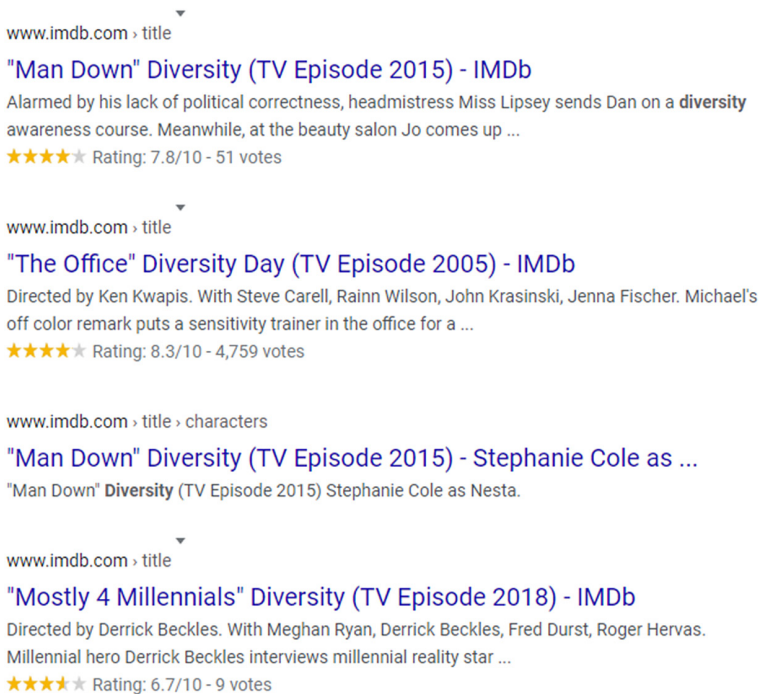 www.imdb.com › title
"Man Down" Diversity (TV Episode 2015) - IMDb
Alarmed by his lack of political correctness, headmistress Miss Lipsey sends Dan on a diversity
awareness course. Meanwhile, at the beauty salon Jo comes up ...
Rating: 7.8/10 - 51 votes
www.imdb.com › title
"The Office" Diversity Day (TV Episode 2005) - IMDb
Directed by Ken Kwapis. With Steve Carell, Rainn Wilson, John Krasinski, Jenna Fischer. Michael's
off color remark puts a sensitivity trainer in the office for a ...
Rating: 8.3/10 - 4,759 votes
www.imdb.com › title › characters
"Man Down" Diversity (TV Episode 2015) - Stephanie Cole as ...
"Man Down" Diversity (TV Episode 2015) Stephanie Cole as Nesta.
www.imdb.com › title
"Mostly 4 Millennials" Diversity (TV Episode 2018) - IMDb
Directed by Derrick Beckles. With Meghan Ryan, Derrick Beckles, Fred Durst, Roger Hervas.
Millennial hero Derrick Beckles interviews millennial reality star ...
Rating: 6.7/10 - 9 votes